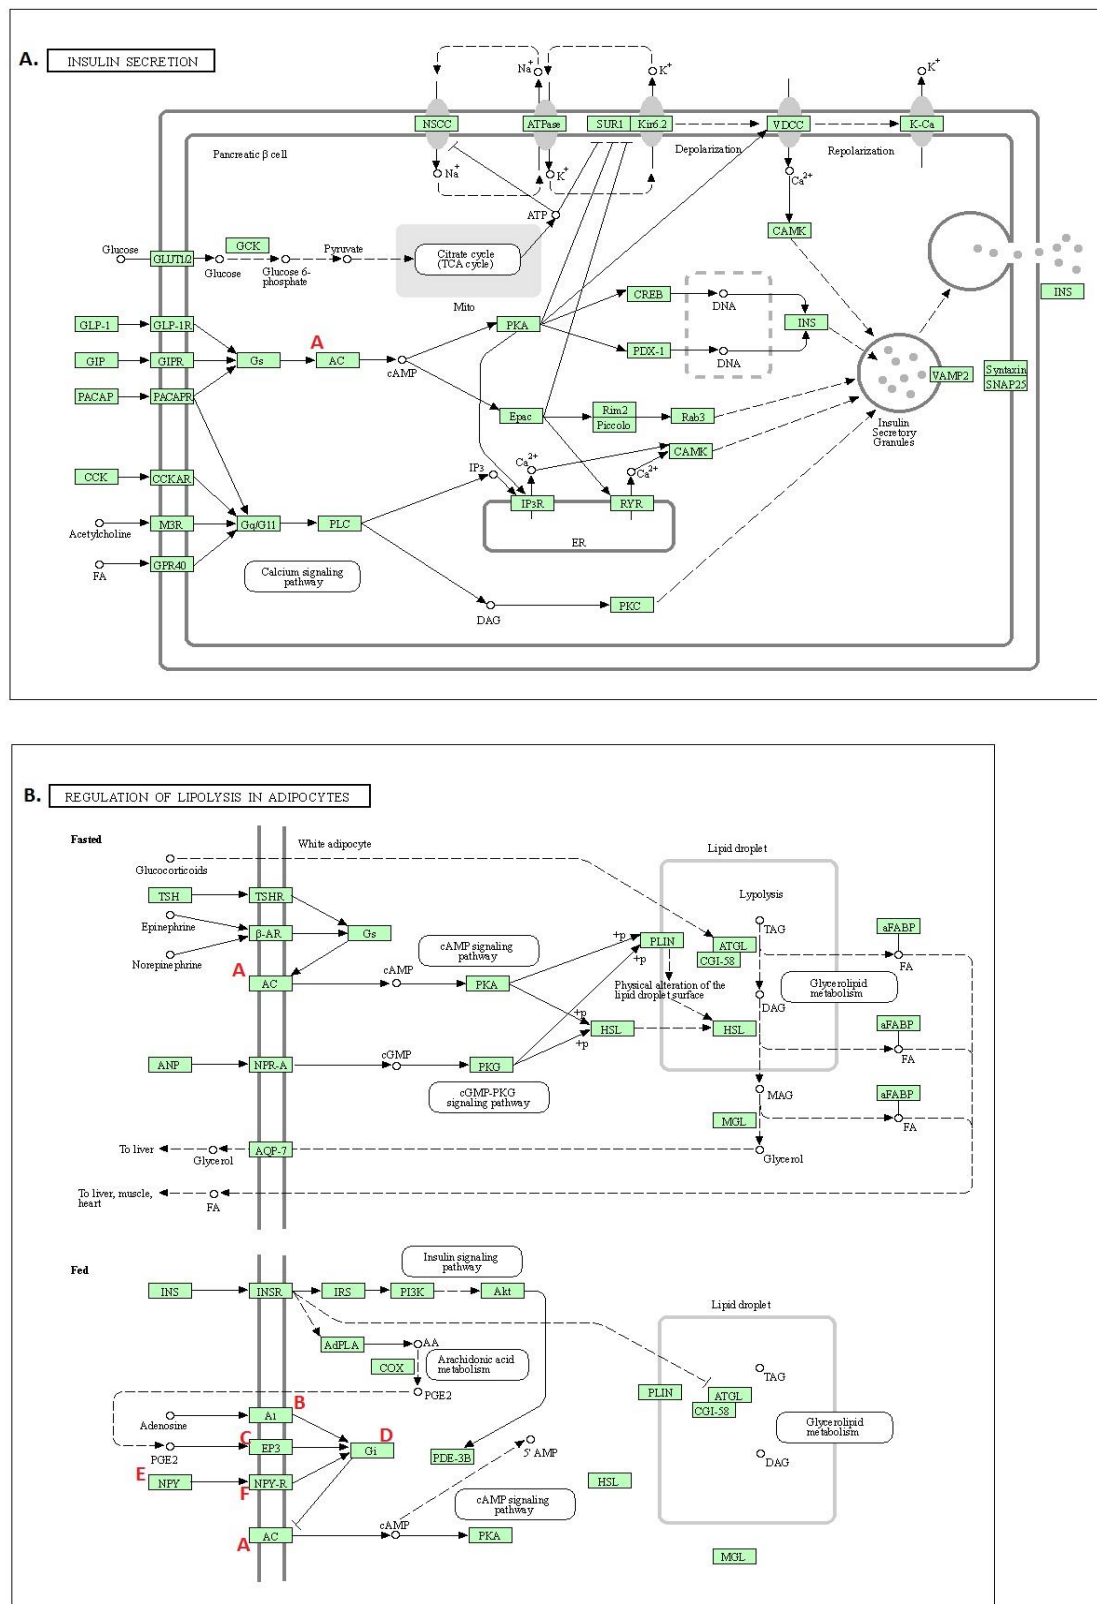 A. INSULIN SECRETION
Na+
K+
K+
NSCC
ATPase
SUR1
Kir6.2
VDCC
K-Ca
Pancreatic β cell
Depolarization
Repolarization
Na+
K+
Ca2+
ATP
CAMK
Glucose
GLUT1/2
Glucose
GCK
Glucose 6-
phosphate
Pyruvate
Citrate cycle
(TCA cycle)
Mito
CREB
DNA
INS
INS
GLP-1
GLP-1R
A
PKA
GIP
GIPR
Gs
AC
cAMP
PDX-1
DNA
VAMP2
Syntaxin
SNAP25
PACAP
PACAPR
Epac
Rim2
Piccolo
Rab3
Insulin
Secretory
Granules
CAMK
CCK
CCKAR
IP3
Ca2+
Ca2+
IP3R
RYR
Acetylcholine
M3R
Gq/G11
PLC
ER
FA
GPR40
Calcium signaling
pathway
DAG
PKC
B. REGULATION OF LIPOLYSIS IN ADIPOCYTES
Fasted
White adipocyte
Lipid droplet
Glucocorticoids
Lypolysis
TSH
TSHR
Epinephrine
β-AR
Gs
Norepinephrine
cAMP signaling
pathway
+p
+p
PLIN
ATGL
CGI-58
TAG
aFABP
FA
A
AC
cAMP
PKA
Physical alteration of the
lipid droplet surface
Glycerolipid
metabolism
DAG
+p
+p
HSL
HSL
aFABP
FA
ANP
NPR-A
cGMP
PKG
cGMP-PKG
signaling pathway
MAG
aFABP
FA
MGL
To liver
Glycerol
AQP-7
Glycerol
To liver, muscle,
heart
FA
Fed
Insulin signaling
pathway
INS
INSR
IRS
PI3K
Akt
Lipid droplet
AdPLA
AA
COX
Arachidonic acid
metabolism
PGE2
TAG
PLIN
ATGL
CGI-58
Adenosine
A1
B
Glycerolipid
metabolism
PGE2
C
EP3
D
Gi
PDE-3B
5' AMP
DAG
E
NPY
NPY-R
F
HSL
cAMP signaling
pathway
A
AC
cAMP
PKA
MGL